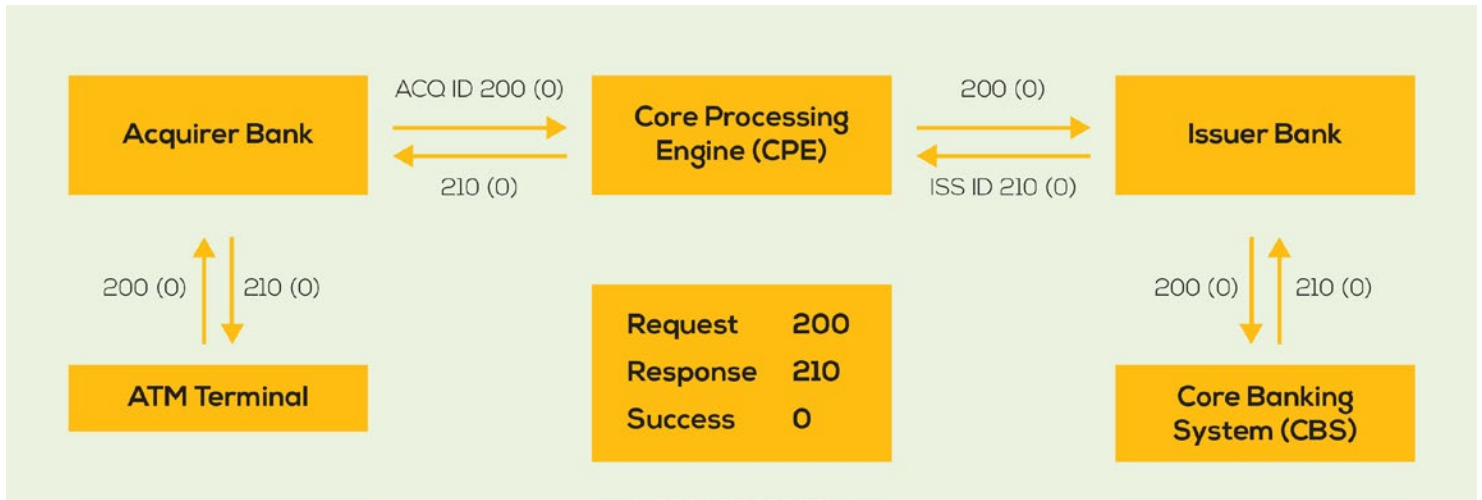 Acquirer Bank
ACQ ID 200 (0)
210 (0)
Core Processing
Engine (CPE)
200 (0)
ISS ID 210 (0)
Issuer Bank
200 (0)
210 (0)
ATM Terminal
Request 200
Response 210
Success 0
200 (0)
210 (0)
Core Banking
System (CBS)